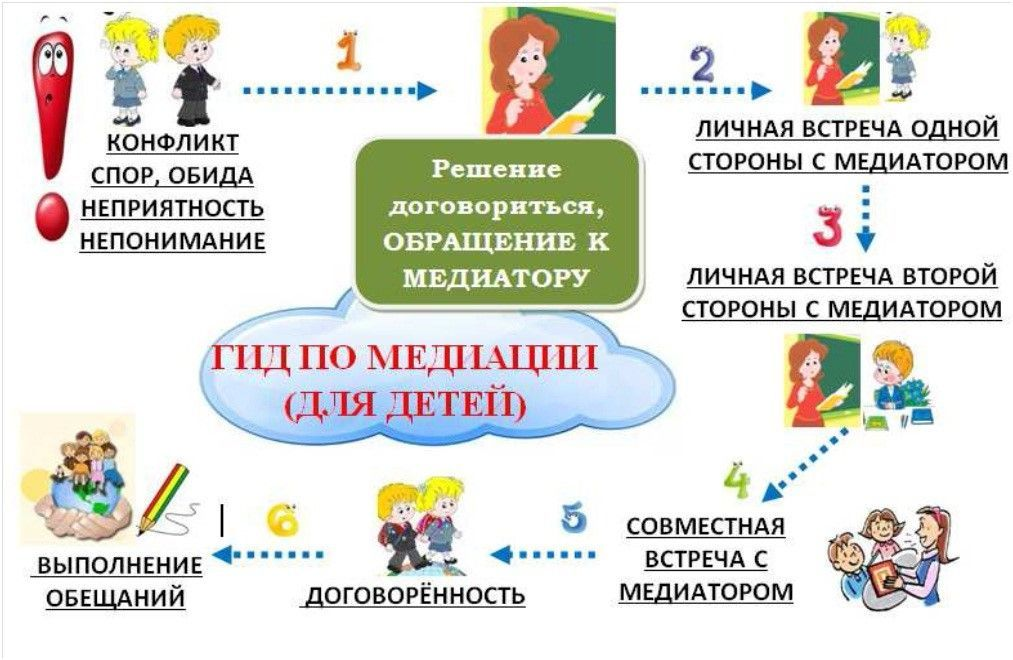 КОНФЛИКТ
СПОР, ОБИДА
НЕПРИЯТНОСТЬ
НЕПОНИМАНИЕ
1
Решение
договориться,
ОБРАЩЕНИЕ К
МЕДИАТОРУ
2
ЛИЧНАЯ ВСТРЕЧА ОДНОЙ
СТОРОНЫ С МЕДИАТОРОМ
3
ЛИЧНАЯ ВСТРЕЧА ВТОРОЙ
СТОРОНЫ С МЕДИАТОРОМ
ГИД ПО МЕДИАЦИИ
(ДЛЯ ДЕТЕЙ)
4
СОВМЕСТНАЯ
ВСТРЕЧА С
МЕДИАТОРОМ
5
ДОГОВОРЁННОСТЬ
6
ВЫПОЛНЕНИЕ
ОБЕЩАНИЙ